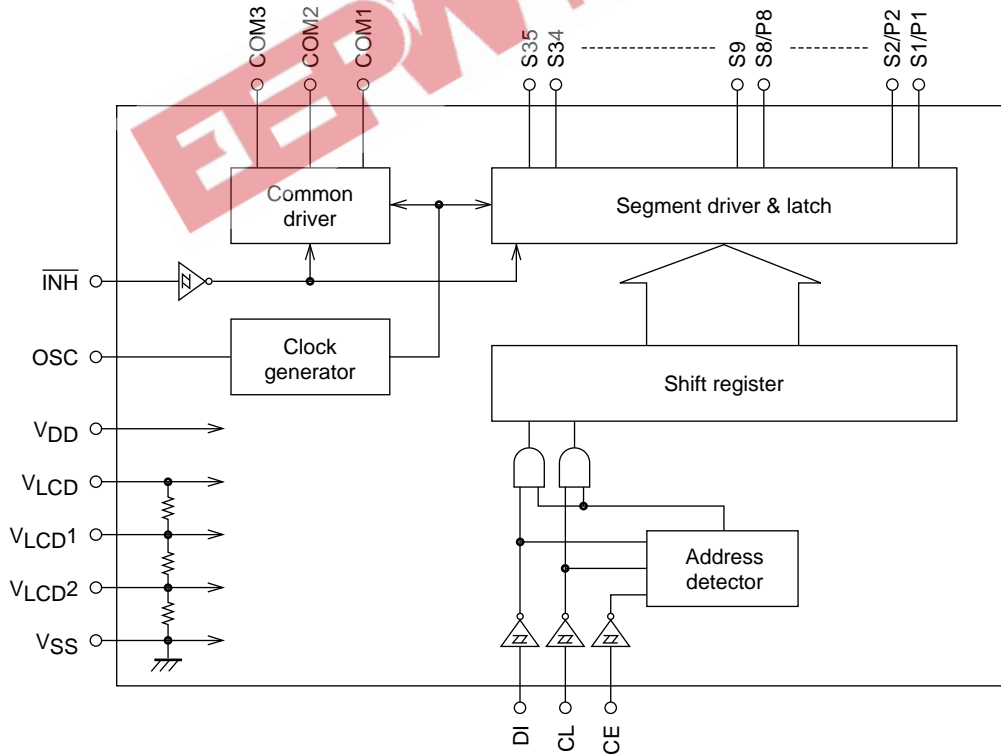 COM3
COM2
COM1
S35
S34
S9
S8/P8
S2/P2
S1/P1
Common
driver
Segment driver & latch
INH
OSC
Clock
generator
Shift register
VDD
VLCD
VLCD1
VLCD2
VSS
Address
detector
DI
CL
CE